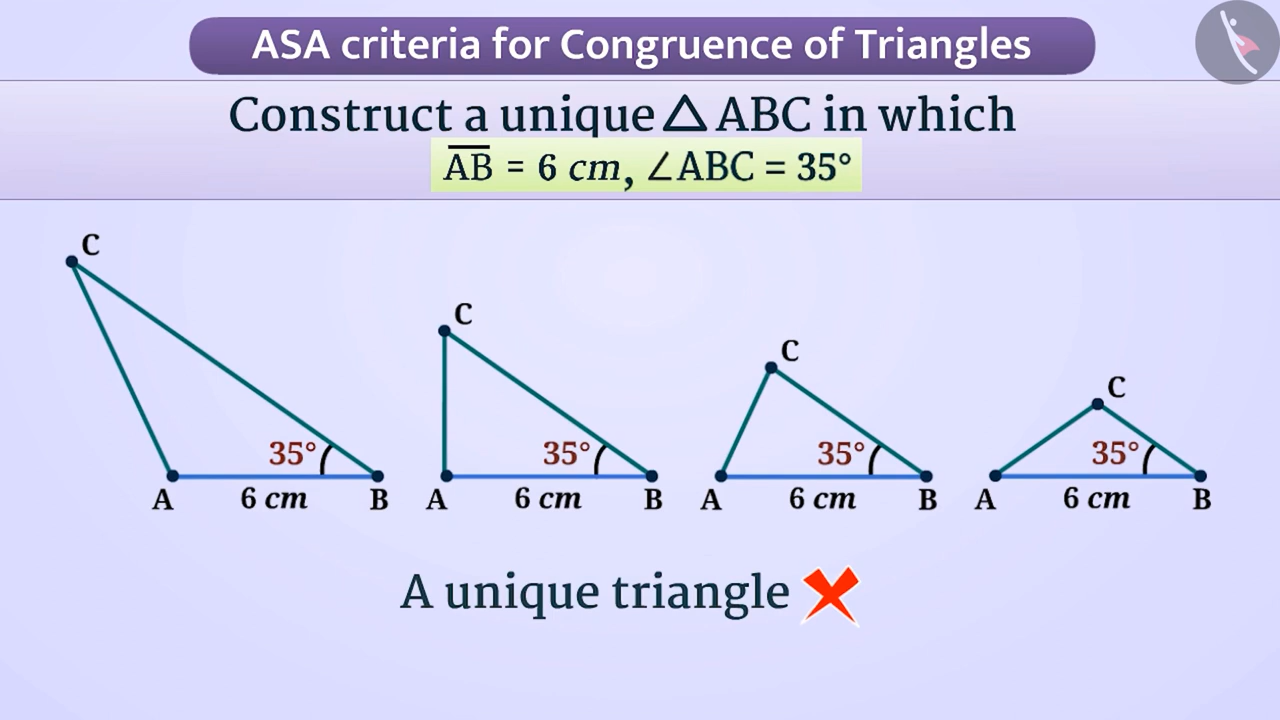 ASA criteria for Congruence of Triangles
Construct a unique △ ABC in which
A̅B̅ = 6 cm, ∠ABC = 35°
C
C
C
C
35° 35° 35° 35°
A 6 cm B A 6 cm B A 6 cm B A 6 cm B
A unique triangle